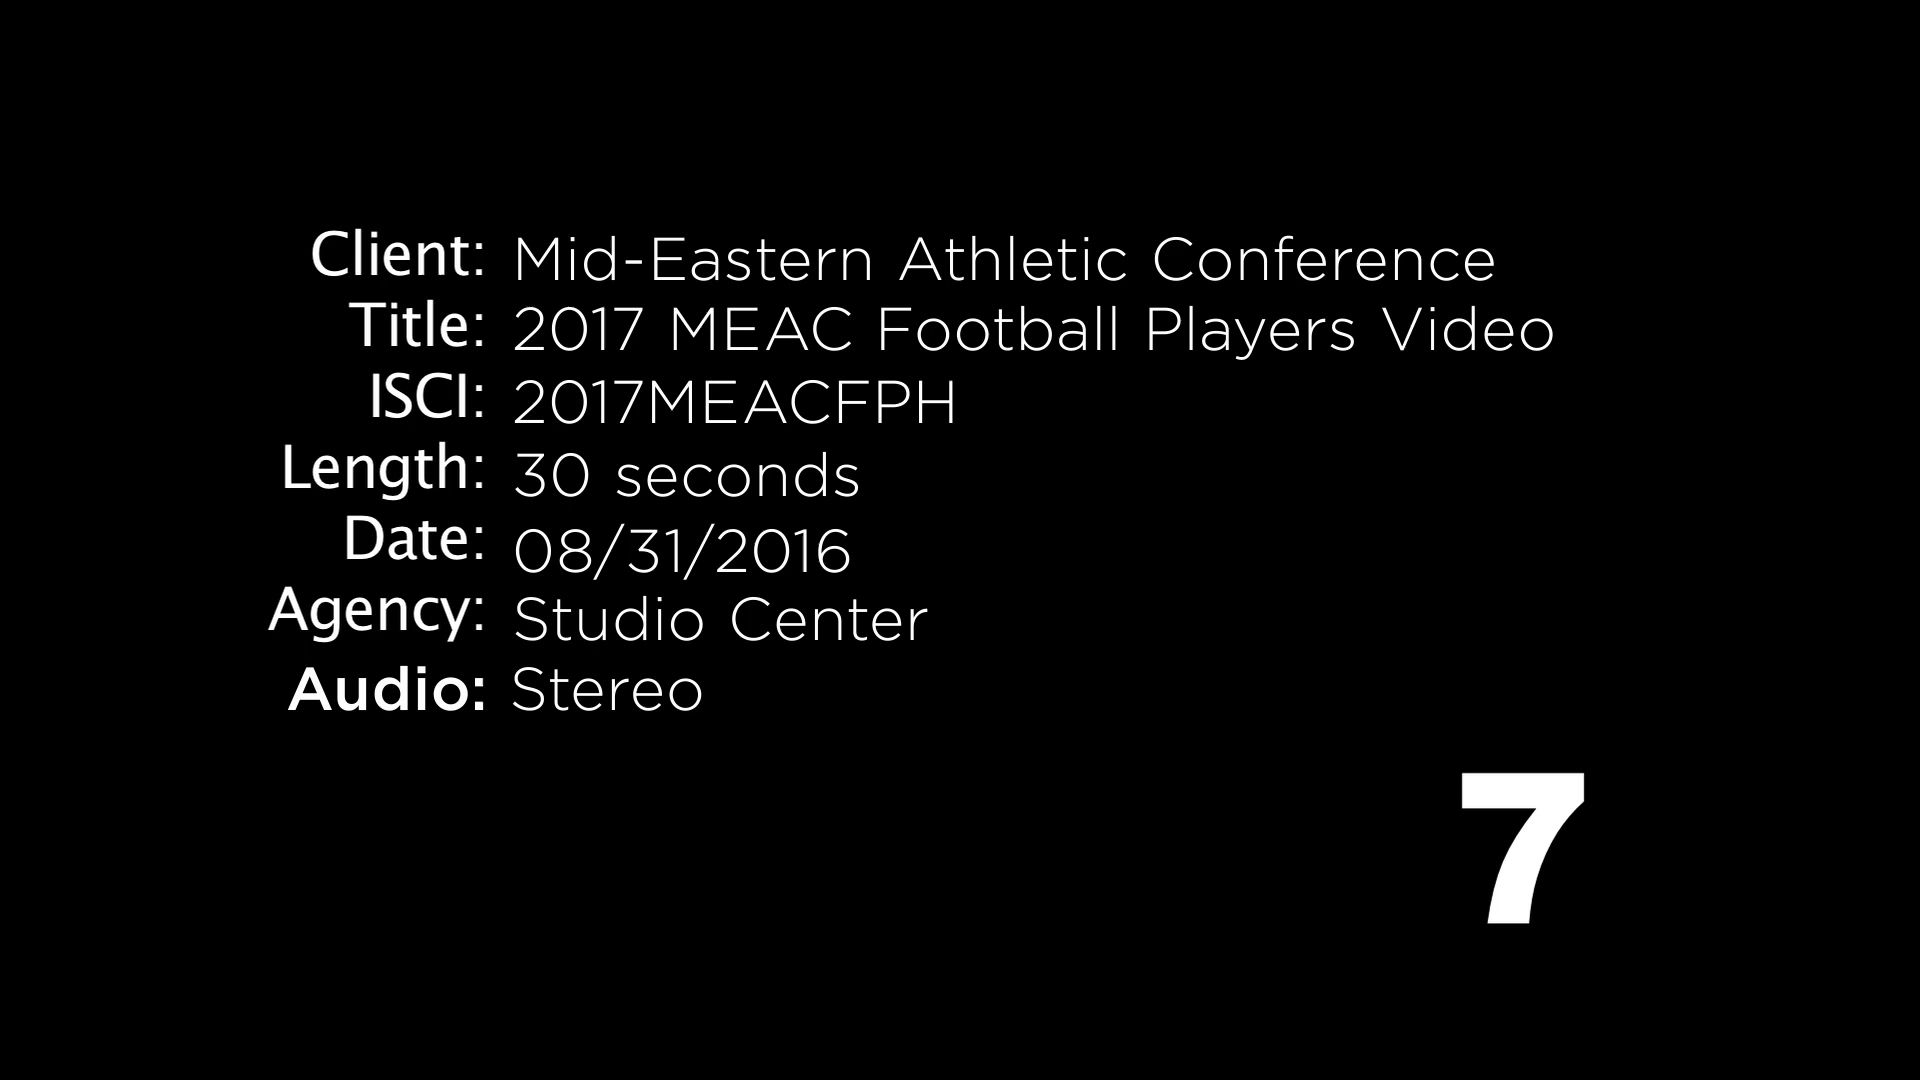 Client: Mid-Eastern Athletic Conference
Title: 2017 MEAC Football Players Video
ISCI: 2017MEACFPH
Length: 30 seconds
Date: 08/31/2016
Agency: Studio Center
Audio: Stereo
7